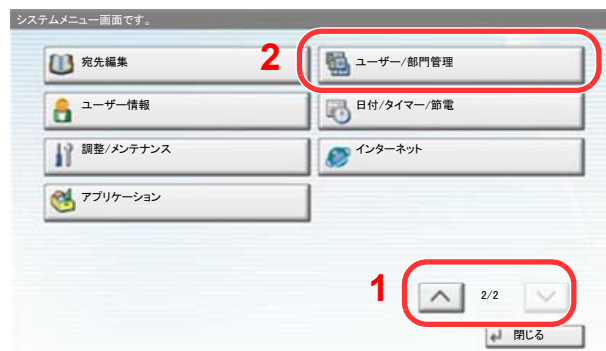 システムメニュー画面です。
宛先編集
2
ユーザー/部門管理
ユーザー情報
日付/タイマー/節電
調整/メンテナンス
インターネット
アプリケーション
1
2/2
閉じる